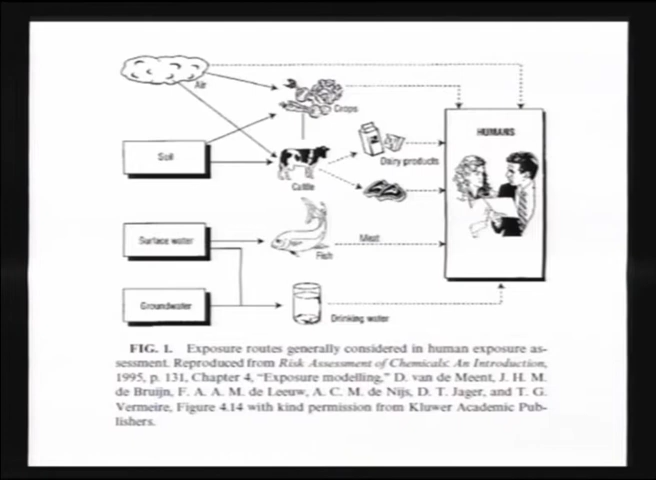 Air
Crops
HUMANS
Soil
Dairy products
Cattle
Surface water
Meat
Fish
Groundwater
Drinking water
FIG. 1. Exposure routes generally considered in human exposure as-
sessment. Reproduced from Risk Assessment of Chemicals: An Introduction,
1995, p. 131, Chapter 4, “Exposure modelling,” D. van de Meent, J. H. M.
de Bruijn, F. A. A. M. de Leeuw, A. C. M. de Nijs, D. T. Jager, and T. G.
Vermeire, Figure 4.14 with kind permission from Kluwer Academic Pub-
lishers.